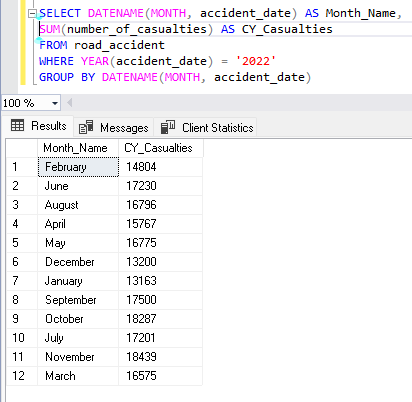 SELECT DATENAME(MONTH, accident_date) AS Month_Name,
SUM(number_of_casualties) AS CY_Casualties
FROM road_accident
WHERE YEAR(accident_date) = '2022'
GROUP BY DATENAME(MONTH, accident_date)
100 %
Results Messages Client Statistics
Month_Name CY_Casualties
1 February 14804
2 June 17230
3 August 16796
4 April 15767
5 May 16775
6 December 13200
7 January 13163
8 September 17500
9 October 18287
10 July 17201
11 November 18439
12 March 16575